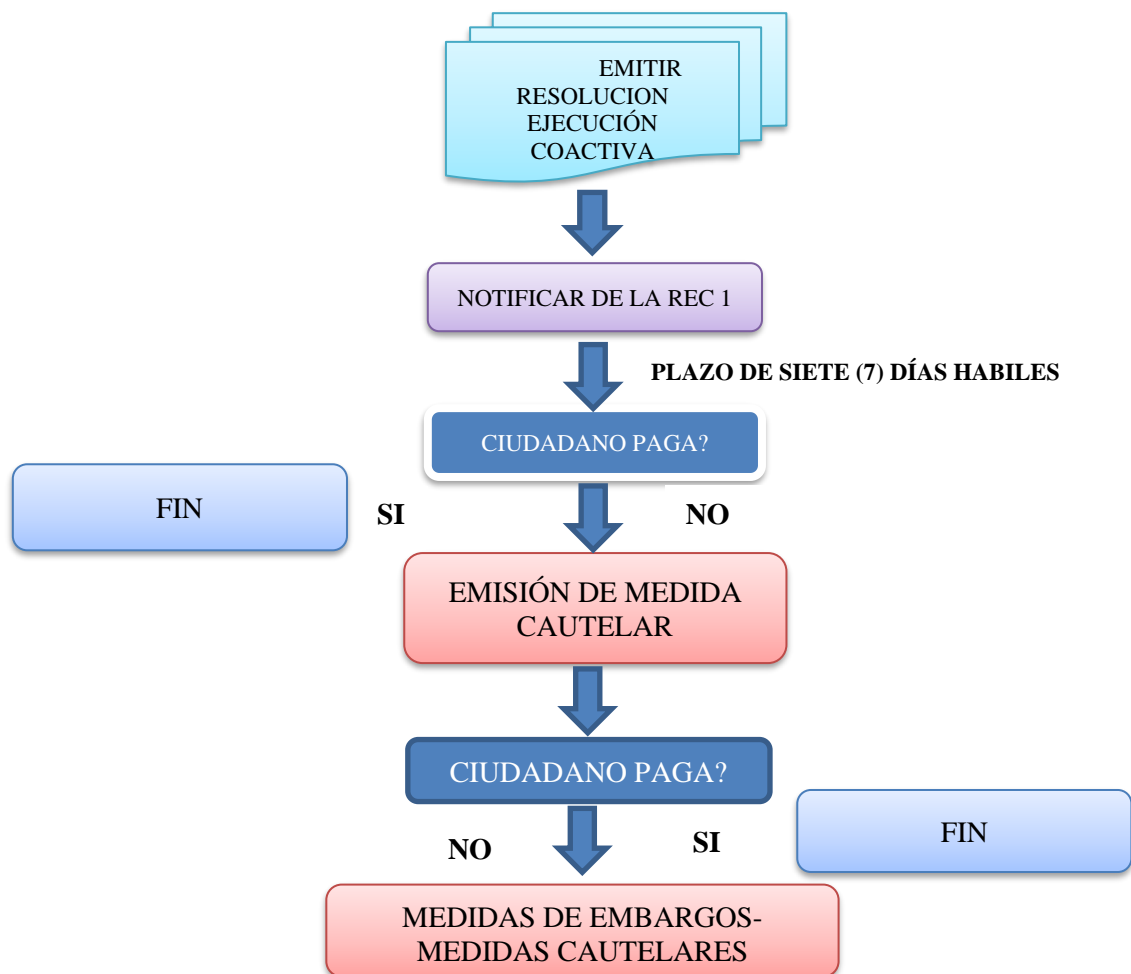 EMITIR
RESOLUCION
EJECUCIÓN
COACTIVA
NOTIFICAR DE LA REC 1
PLAZO DE SIETE (7) DÍAS HABILES
CIUDADANO PAGA?
FIN
SI
NO
EMISIÓN DE MEDIDA
CAUTELAR
CIUDADANO PAGA?
NO
SI
FIN
MEDIDAS DE EMBARGOS-
MEDIDAS CAUTELARES